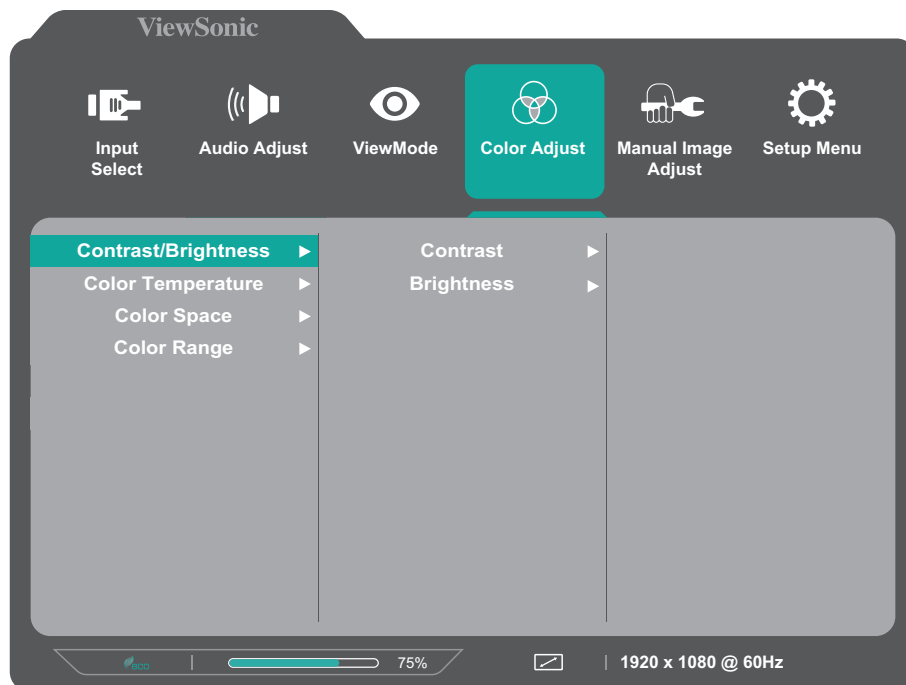 ViewSonic
Input
Select
Audio Adjust
ViewMode
Color Adjust
Manual Image
Adjust
Setup Menu
Contrast/Brightness
Color Temperature
Color Space
Color Range
Contrast
Brightness
ECO
75%
1920 x 1080 @ 60Hz